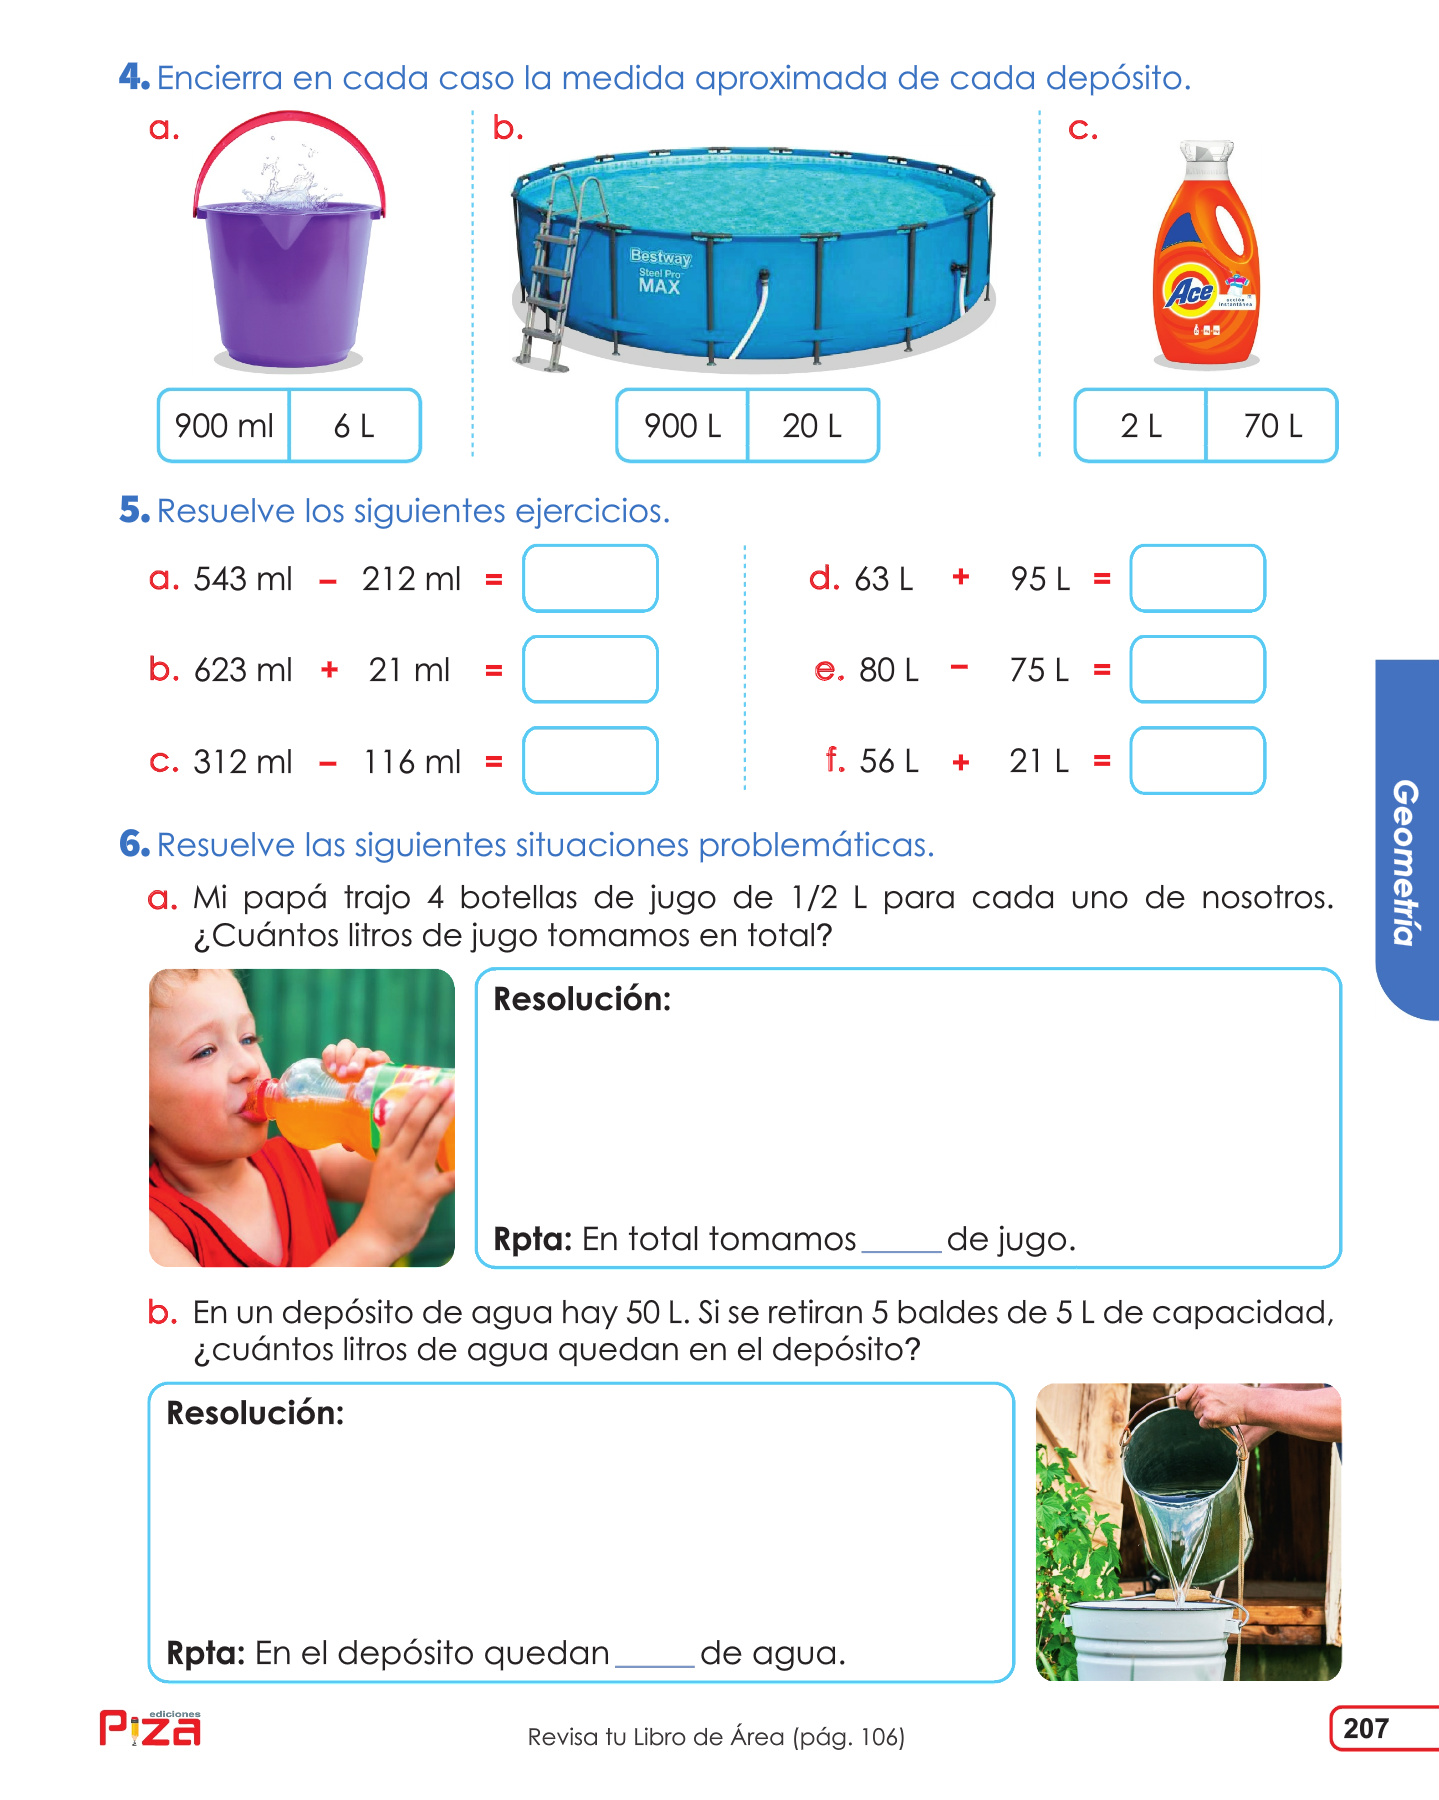 4. Encierra en cada caso la medida aproximada de cada depósito.
a.
b.
c.
Bestway
Steel Pro
MAX
Ace
acción
instantánea
900 ml
6 L
900 L
20 L
2 L
70 L
5. Resuelve los siguientes ejercicios.
a. 543 ml – 212 ml =
b. 623 ml + 21 ml =
c. 312 ml – 116 ml =
d. 63 L + 95 L =
e. 80 L – 75 L =
f. 56 L + 21 L =
Geometría
6. Resuelve las siguientes situaciones problemáticas.
a. Mi papá trajo 4 botellas de jugo de 1/2 L para cada uno de nosotros.
¿Cuántos litros de jugo tomamos en total?
Resolución:
Rpta: En total tomamos_____de jugo.
b. En un depósito de agua hay 50 L. Si se retiran 5 baldes de 5 L de capacidad,
¿cuántos litros de agua quedan en el depósito?
Resolución:
Rpta: En el depósito quedan_____de agua.
ediciones
Piza
Revisa tu Libro de Área (pág. 106)
207